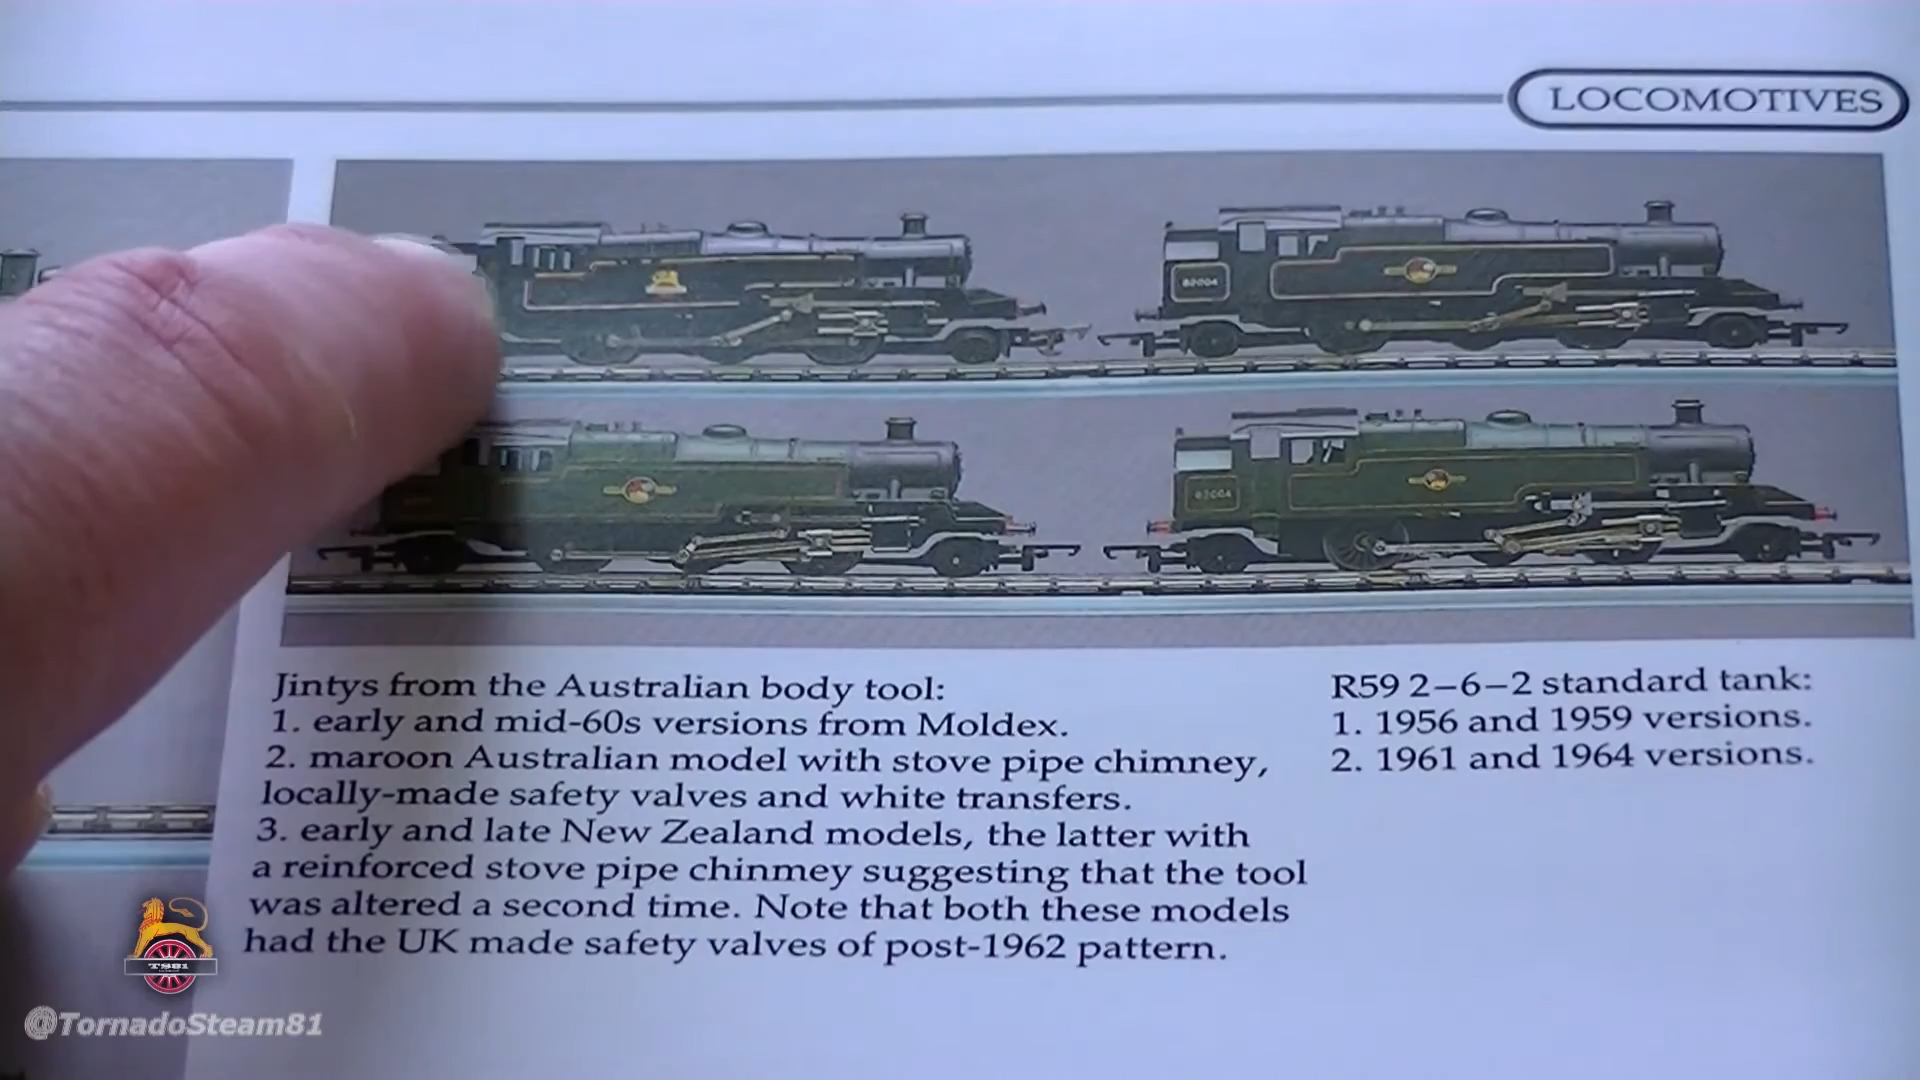 LOCOMOTIVES
82004
82004
Jintys from the Australian body tool:
1. early and mid-60s versions from Moldex.
2. maroon Australian model with stove pipe chimney,
locally-made safety valves and white transfers.
3. early and late New Zealand models, the latter with
a reinforced stove pipe chinmey suggesting that the tool
was altered a second time. Note that both these models
had the UK made safety valves of post-1962 pattern.
R59 2–6–2 standard tank:
1. 1956 and 1959 versions.
2. 1961 and 1964 versions.
TS81
@TornadoSteam81